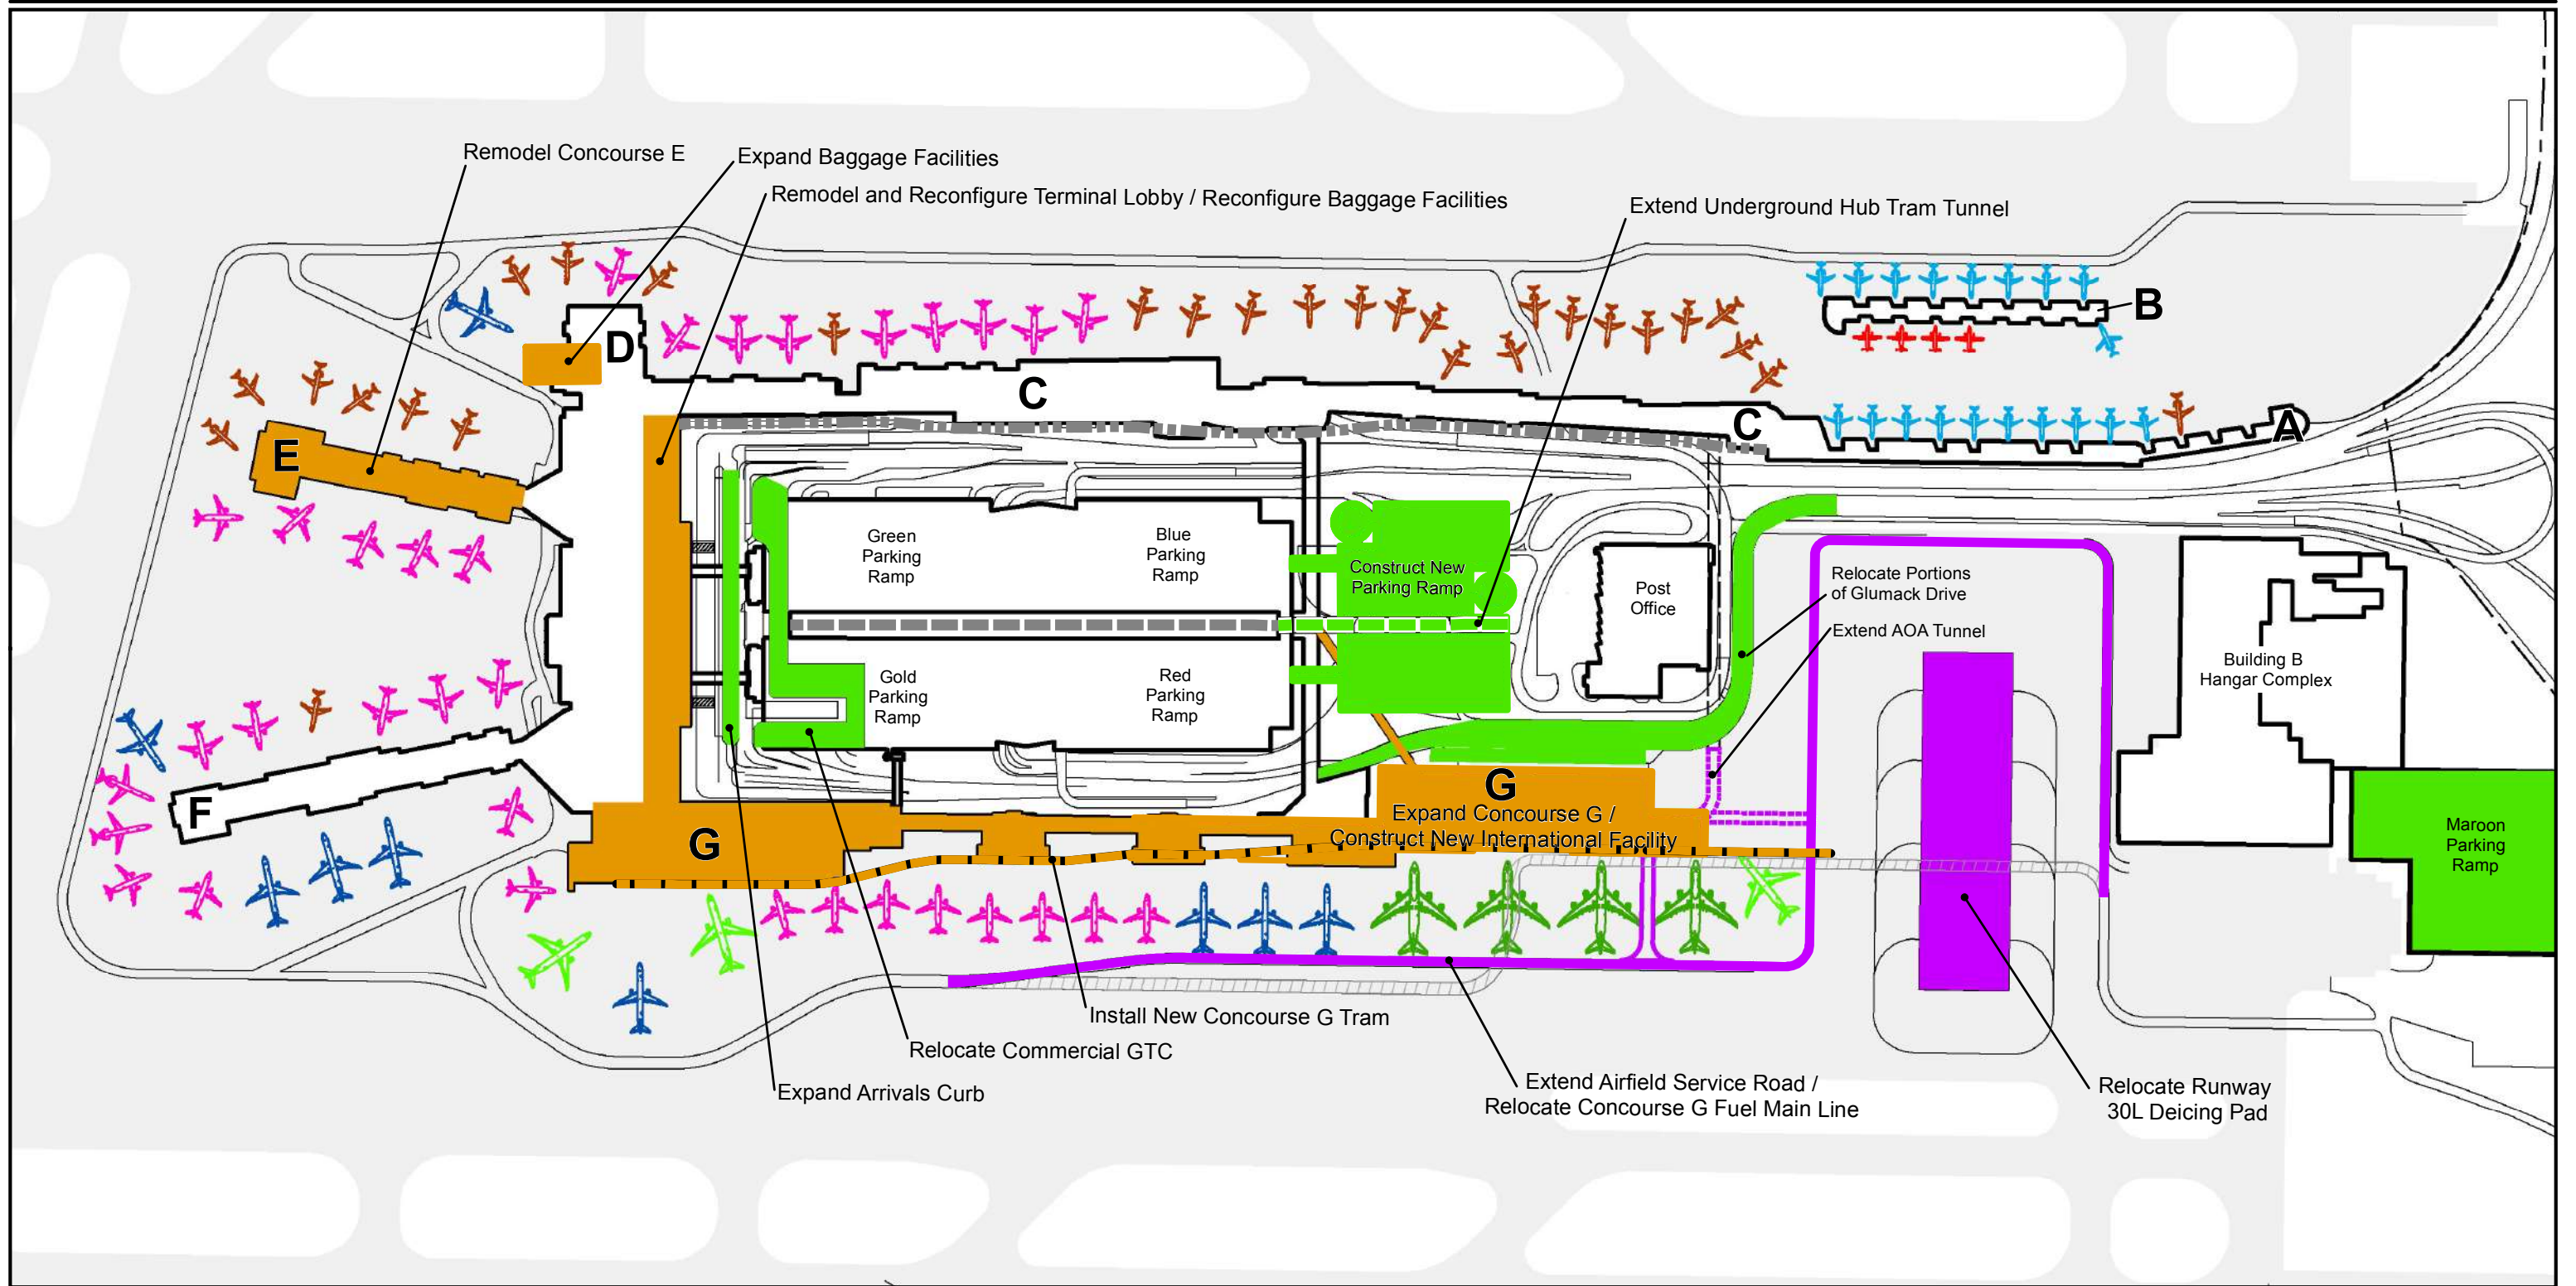 Remodel Concourse E
Expand Baggage Facilities
Remodel and Reconfigure Terminal Lobby / Reconfigure Baggage Facilities
Extend Underground Hub Tram Tunnel
B
D
C
C
A
E
Green
Parking
Ramp
Blue
Parking
Ramp
Construct New
Parking Ramp
Post
Office
Relocate Portions
of Glumack Drive
Extend AOA Tunnel
Building B
Hangar Complex
Gold
Parking
Ramp
Red
Parking
Ramp
F
G
G
Expand Concourse G /
Construct New International Facility
Maroon
Parking
Ramp
Install New Concourse G Tram
Relocate Commercial GTC
Expand Arrivals Curb
Extend Airfield Service Road /
Relocate Concourse G Fuel Main Line
Relocate Runway
30L Deicing Pad